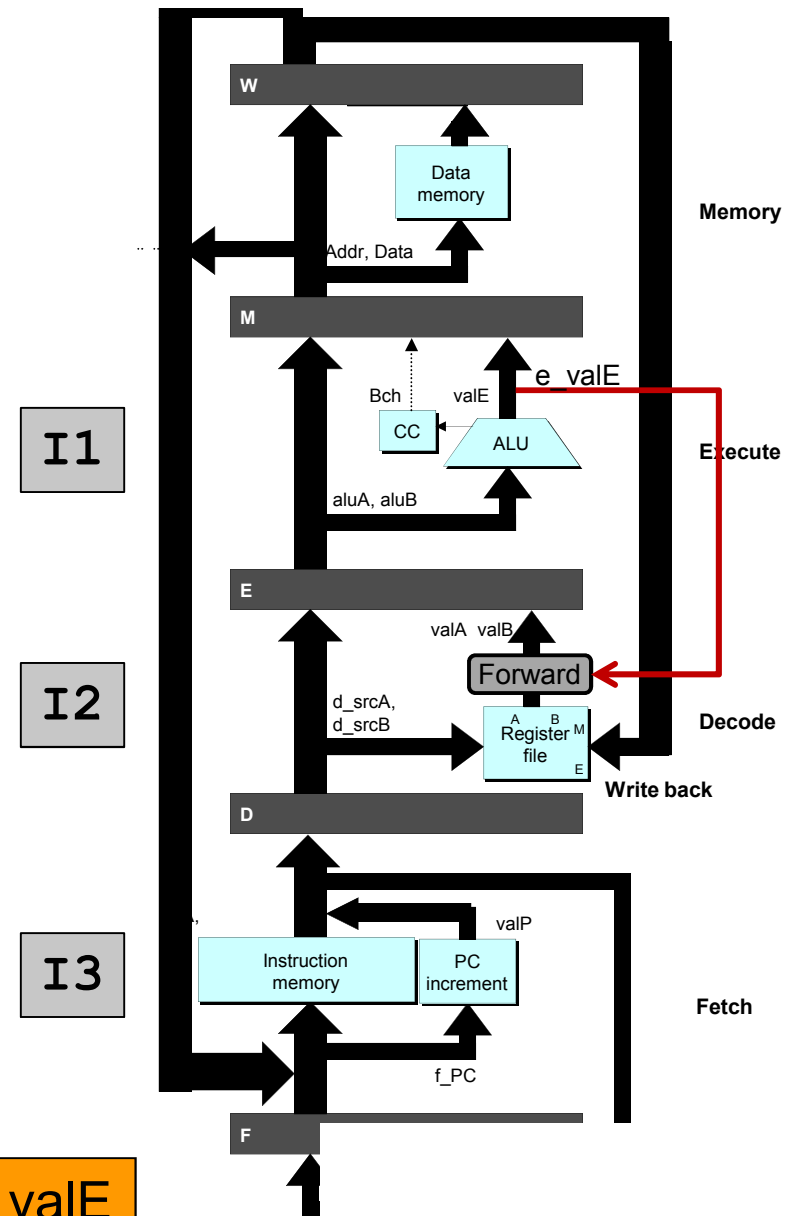 W
Data
memory
Memory
Addr, Data
M
e_valE
Bch
valE
CC
ALU
I1
Execute
aluA, aluB
E
valA valB
Forward
I2
d_srcA,
d_srcB
A B
Register M
file
E
Decode
Write back
D
valP
I3
Instruction
memory
PC
increment
Fetch
f_PC
F
valE